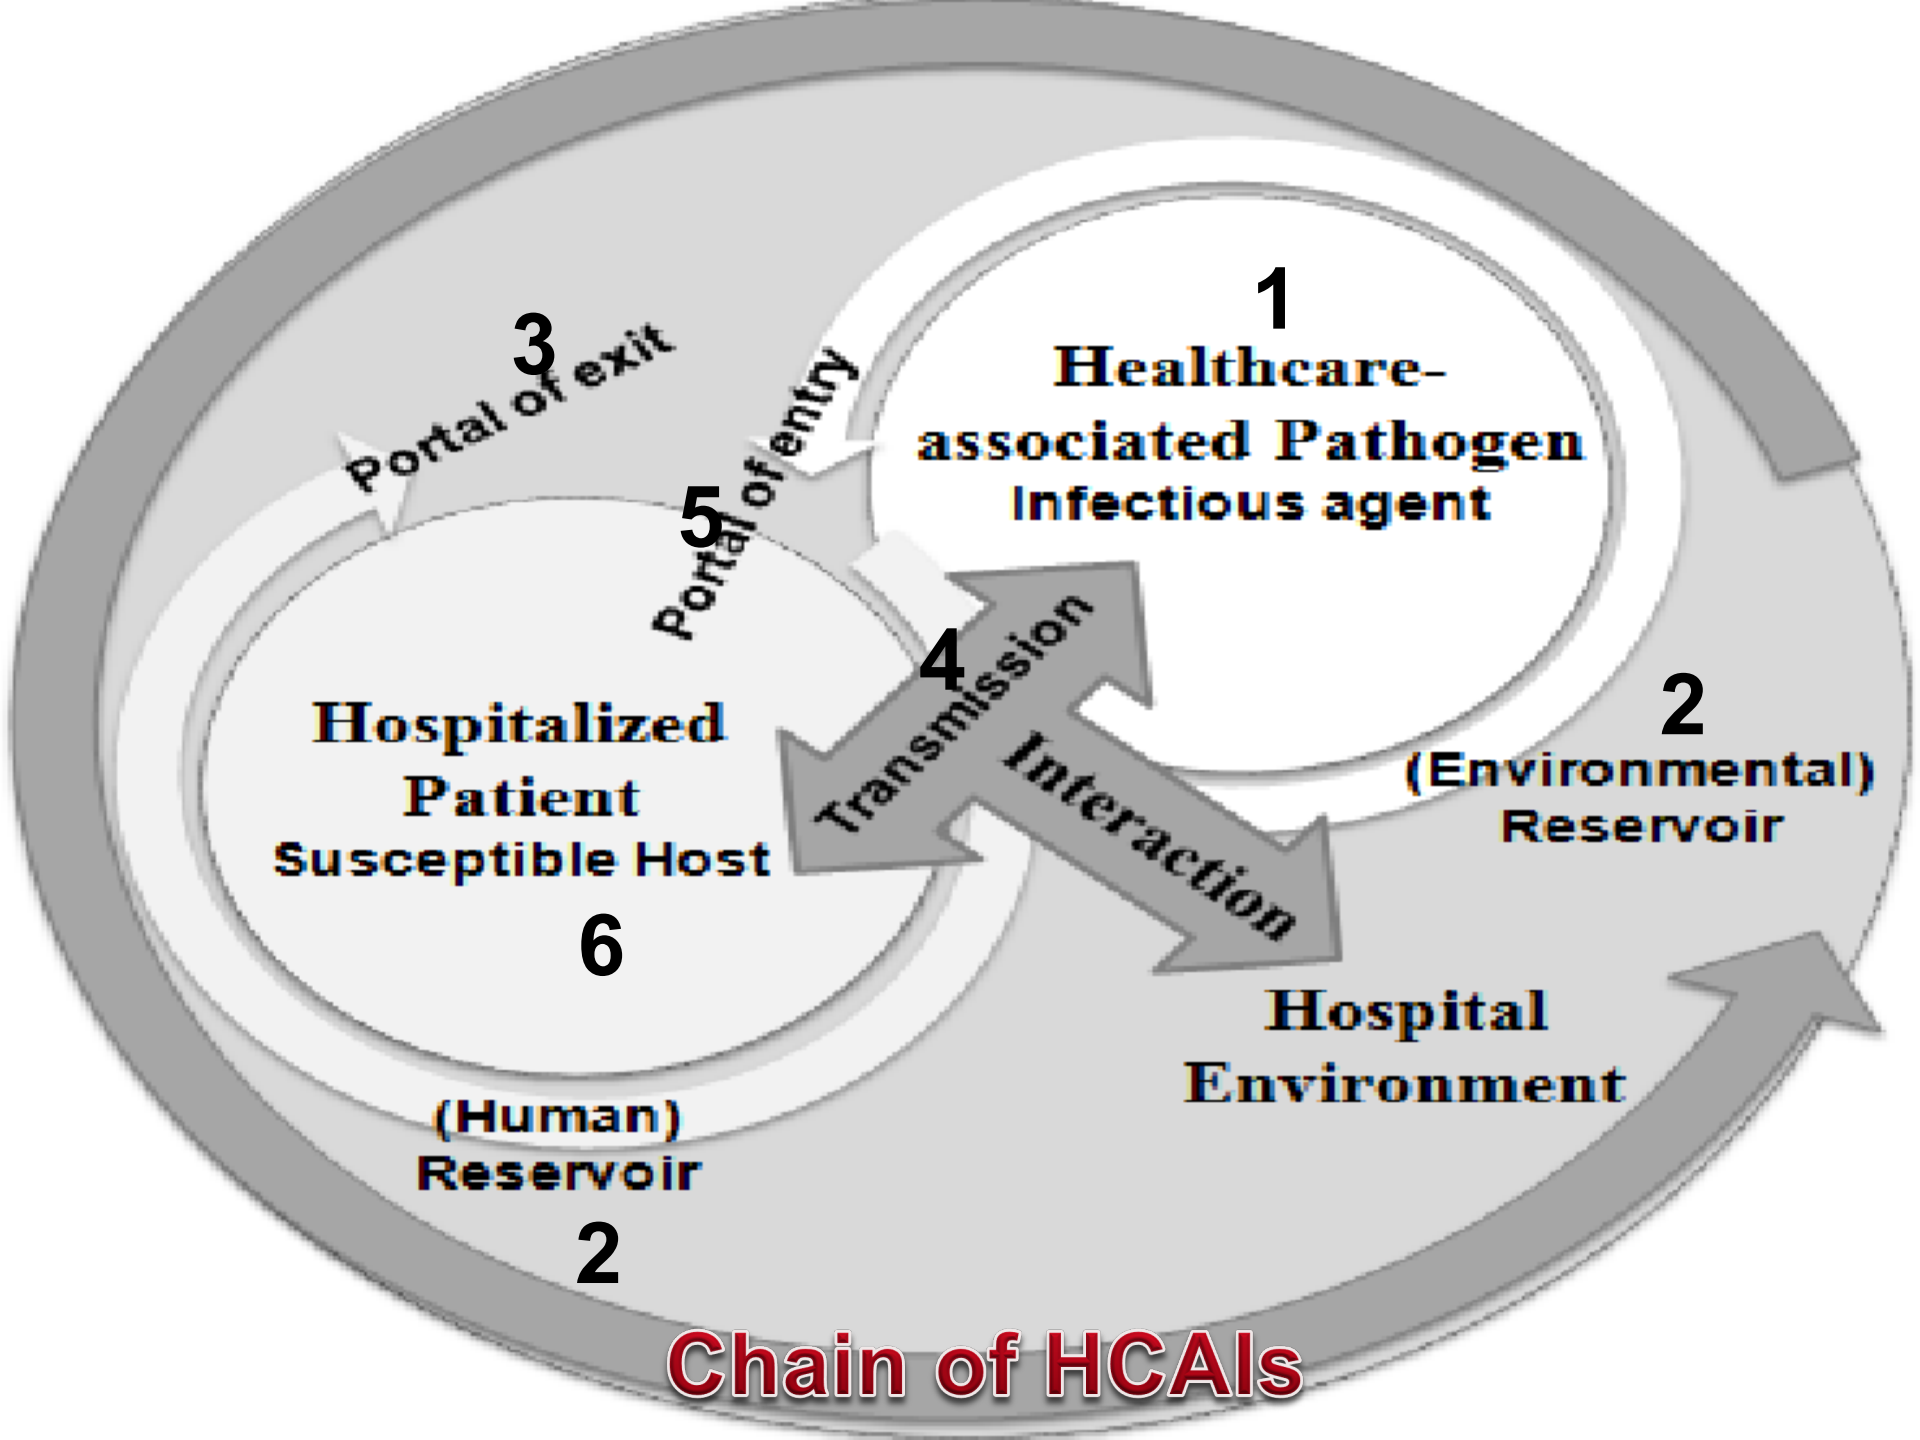 1
Healthcare-
associated Pathogen
Infectious agent
2
(Environmental)
Reservoir
3
Portal of exit
5
Portal of entry
4
Transmission
Interaction
Hospitalized
Patient
Susceptible Host
6
Hospital
Environment
(Human)
Reservoir
2
Chain of HCAIs